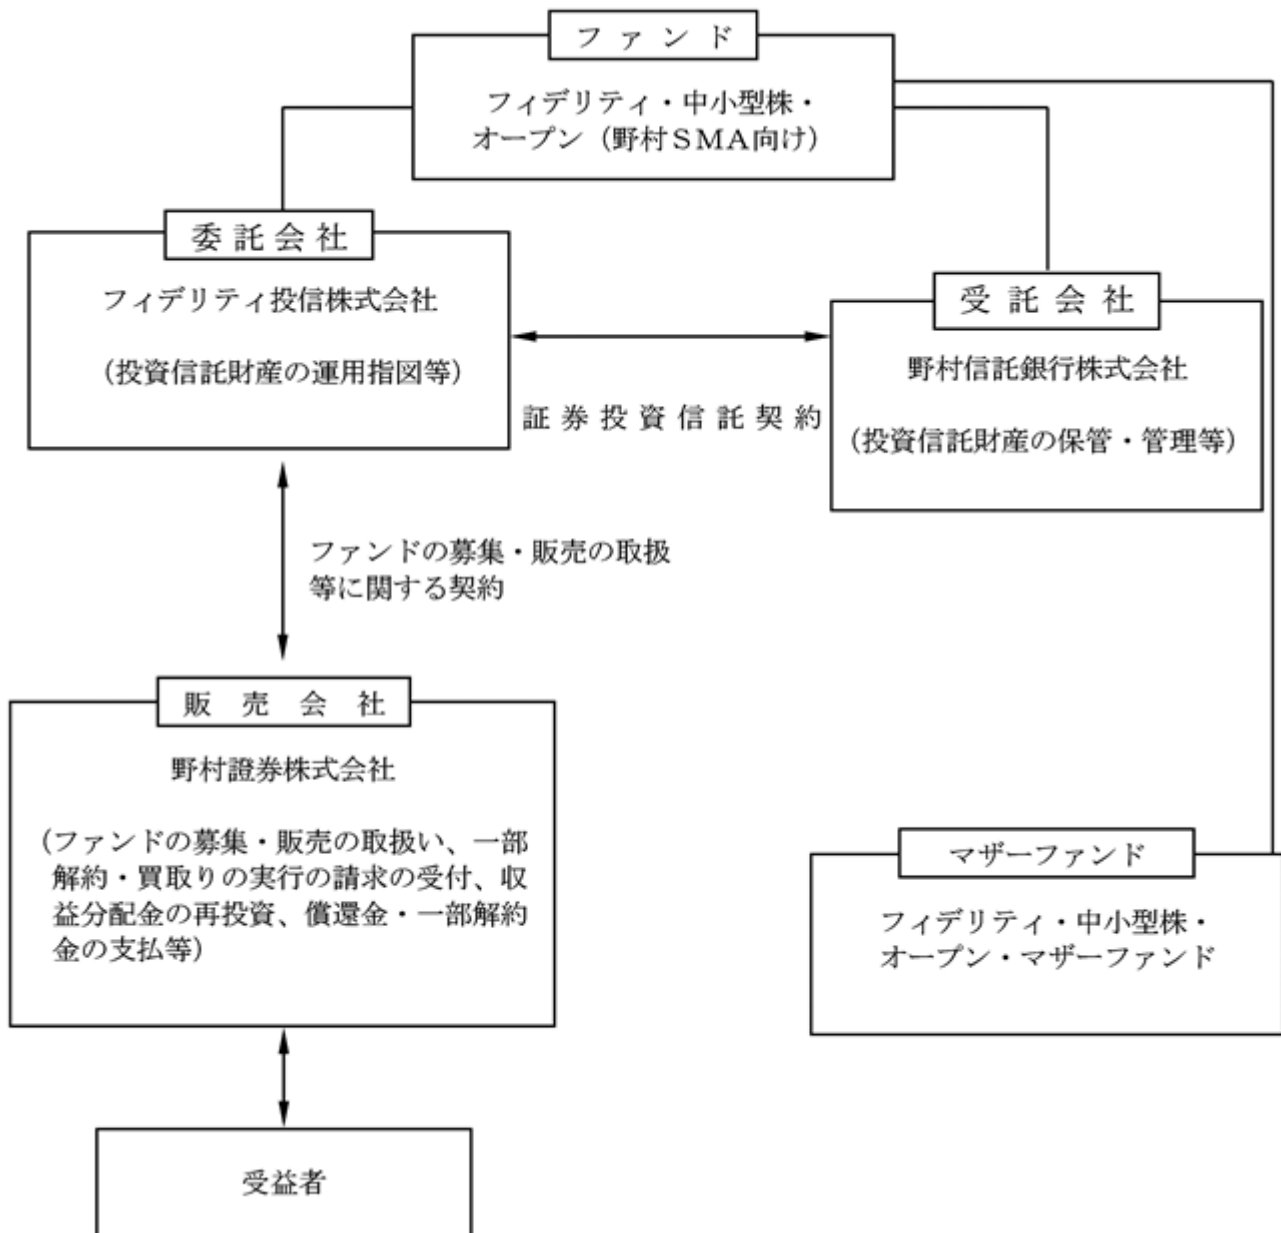 ファンド
フィデリティ・中小型株・
オープン（野村ＳＭＡ向け）
委託会社
フィデリティ投信株式会社
（投資信託財産の運用指図等）
受託会社
野村信託銀行株式会社
（投資信託財産の保管・管理等）
証券投資信託契約
ファンドの募集・販売の取扱
等に関する契約
販売会社
野村證券株式会社
（ファンドの募集・販売の取扱い、一部
解約・買取りの実行の請求の受付、収
益分配金の再投資、償還金・一部解約
金の支払等）
マザーファンド
フィデリティ・中小型株・
オープン・マザーファンド
受益者